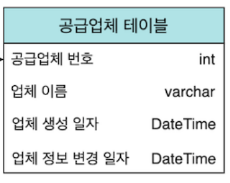 공급업체 테이블
공급업체 번호 int
업체 이름 varchar
업체 생성 일자 DateTime
업체 정보 변경 일자 DateTime